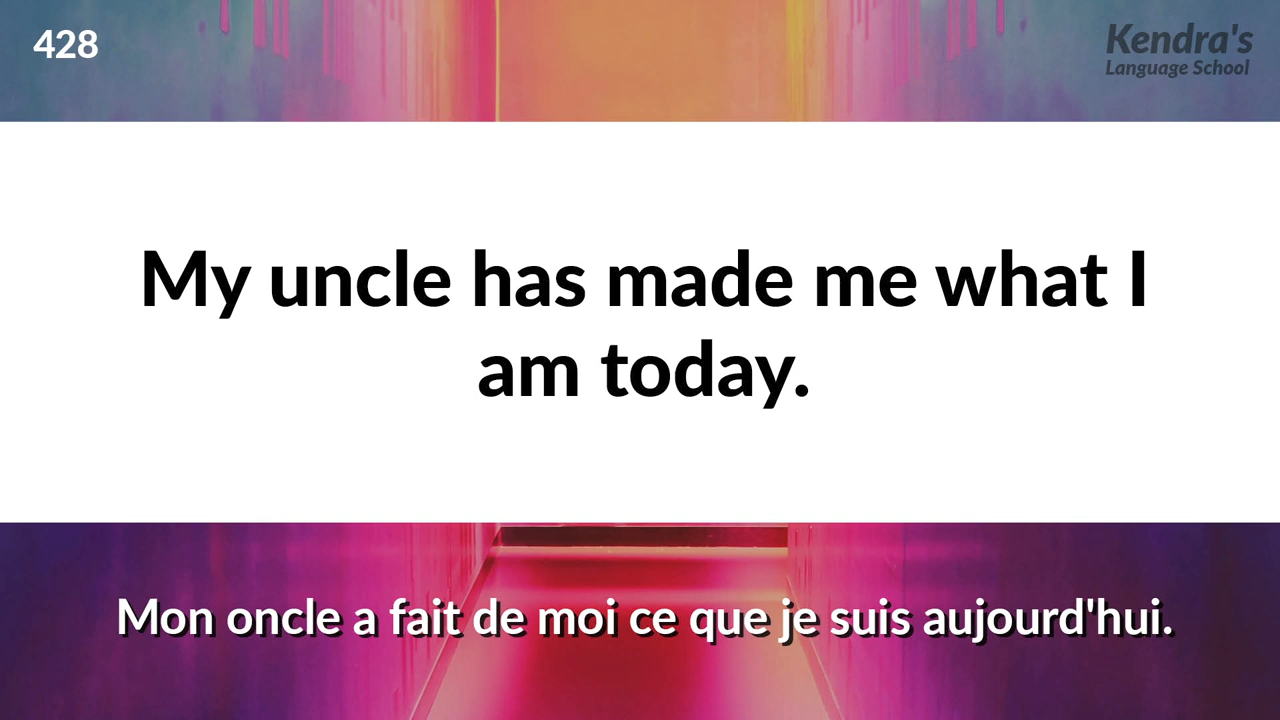 428
Kendra's
Language School
My uncle has made me what I
am today.
Mon oncle a fait de moi ce que je suis aujourd'hui.